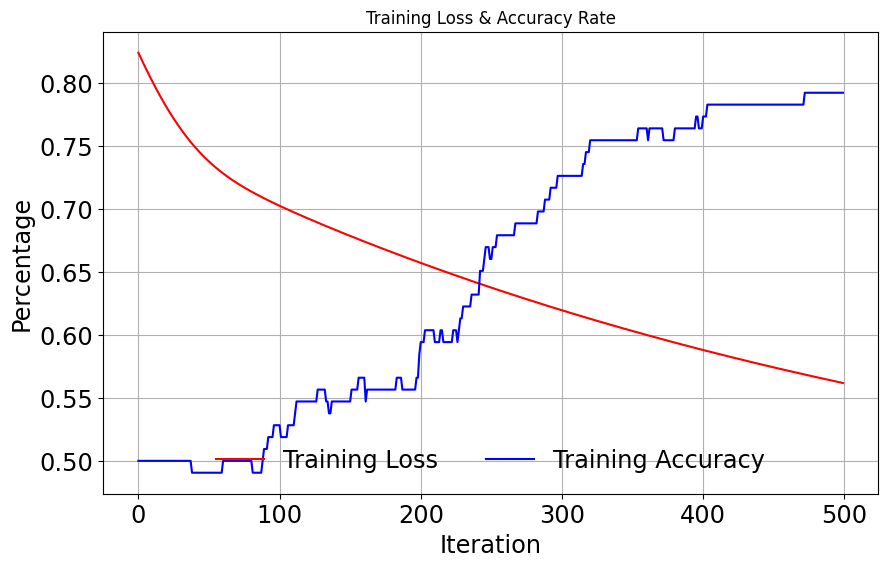 Training Loss & Accuracy Rate
Percentage
0.80
0.75
0.70
0.65
0.60
0.55
0.50
Training Loss
Training Accuracy
0
100
200
300
400
500
Iteration